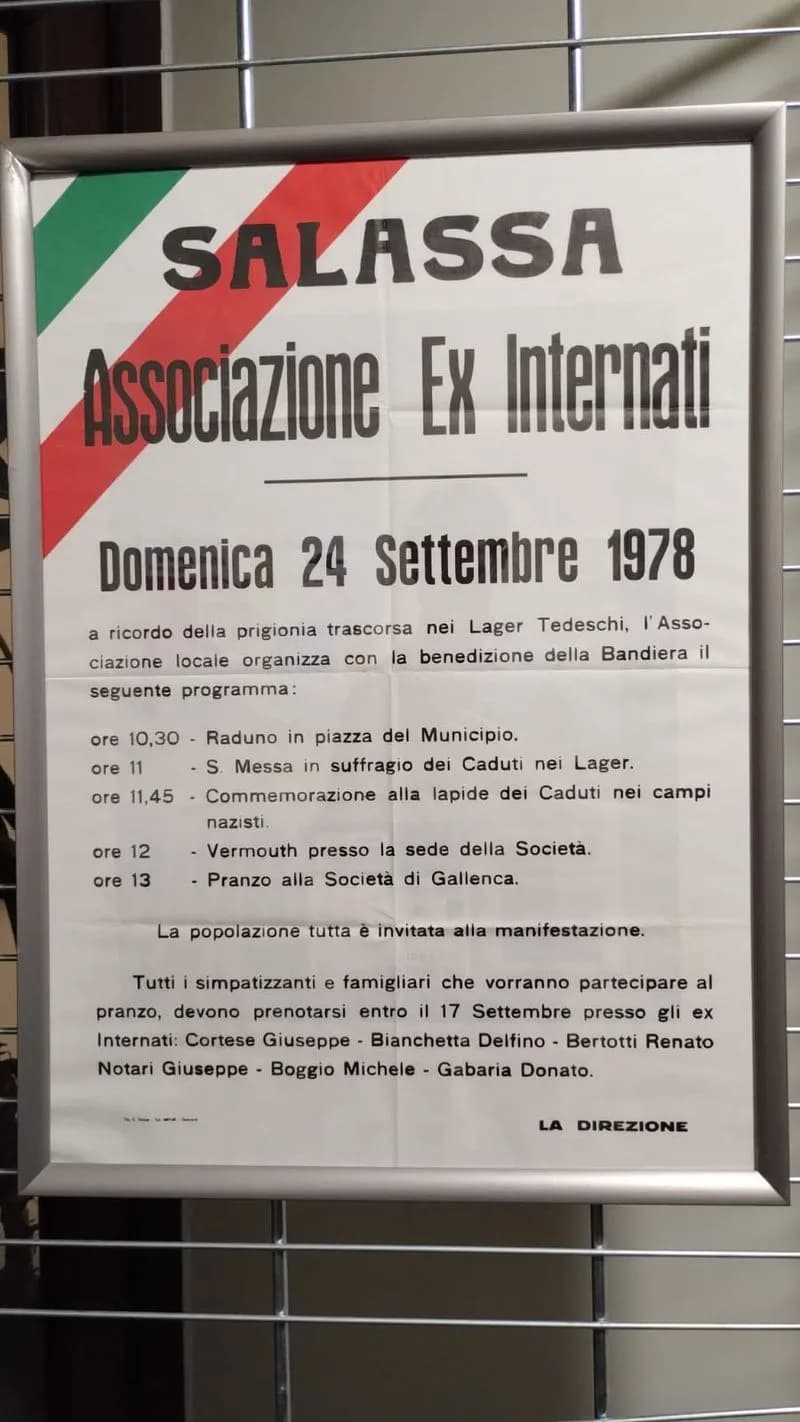 SALASSA
Associazione Ex Internati
Domenica 24 Settembre 1978
a ricordo della prigionia trascorsa nei Lager Tedeschi, l'Asso-
ciazione locale organizza con la benedizione della Bandiera il
seguente programma:
ore 10,30 - Raduno in piazza del Municipio.
ore 11 - S. Messa in suffragio dei Caduti nei Lager.
ore 11,45 - Commemorazione alla lapide dei Caduti nei campi
nazisti.
ore 12 - Vermouth presso la sede della Società.
ore 13 - Pranzo alla Società di Gallenca.
La popolazione tutta è invitata alla manifestazione.
Tutti i simpatizzanti e famigliari che vorranno partecipare al
pranzo, devono prenotarsi entro il 17 Settembre presso gli ex
Internati: Cortese Giuseppe - Bianchetta Delfino - Bertotti Renato
Notari Giuseppe - Boggio Michele - Gabaria Donato.
LA DIREZIONE